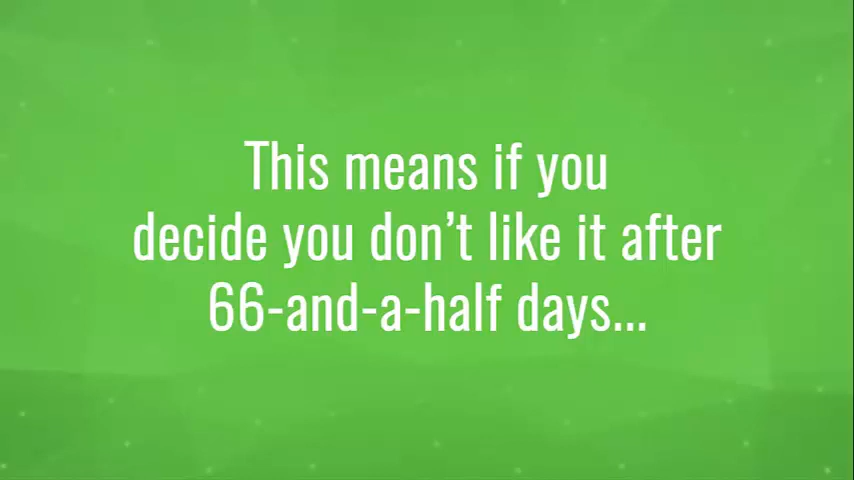 This means if you
decide you don’t like it after
66-and-a-half days...